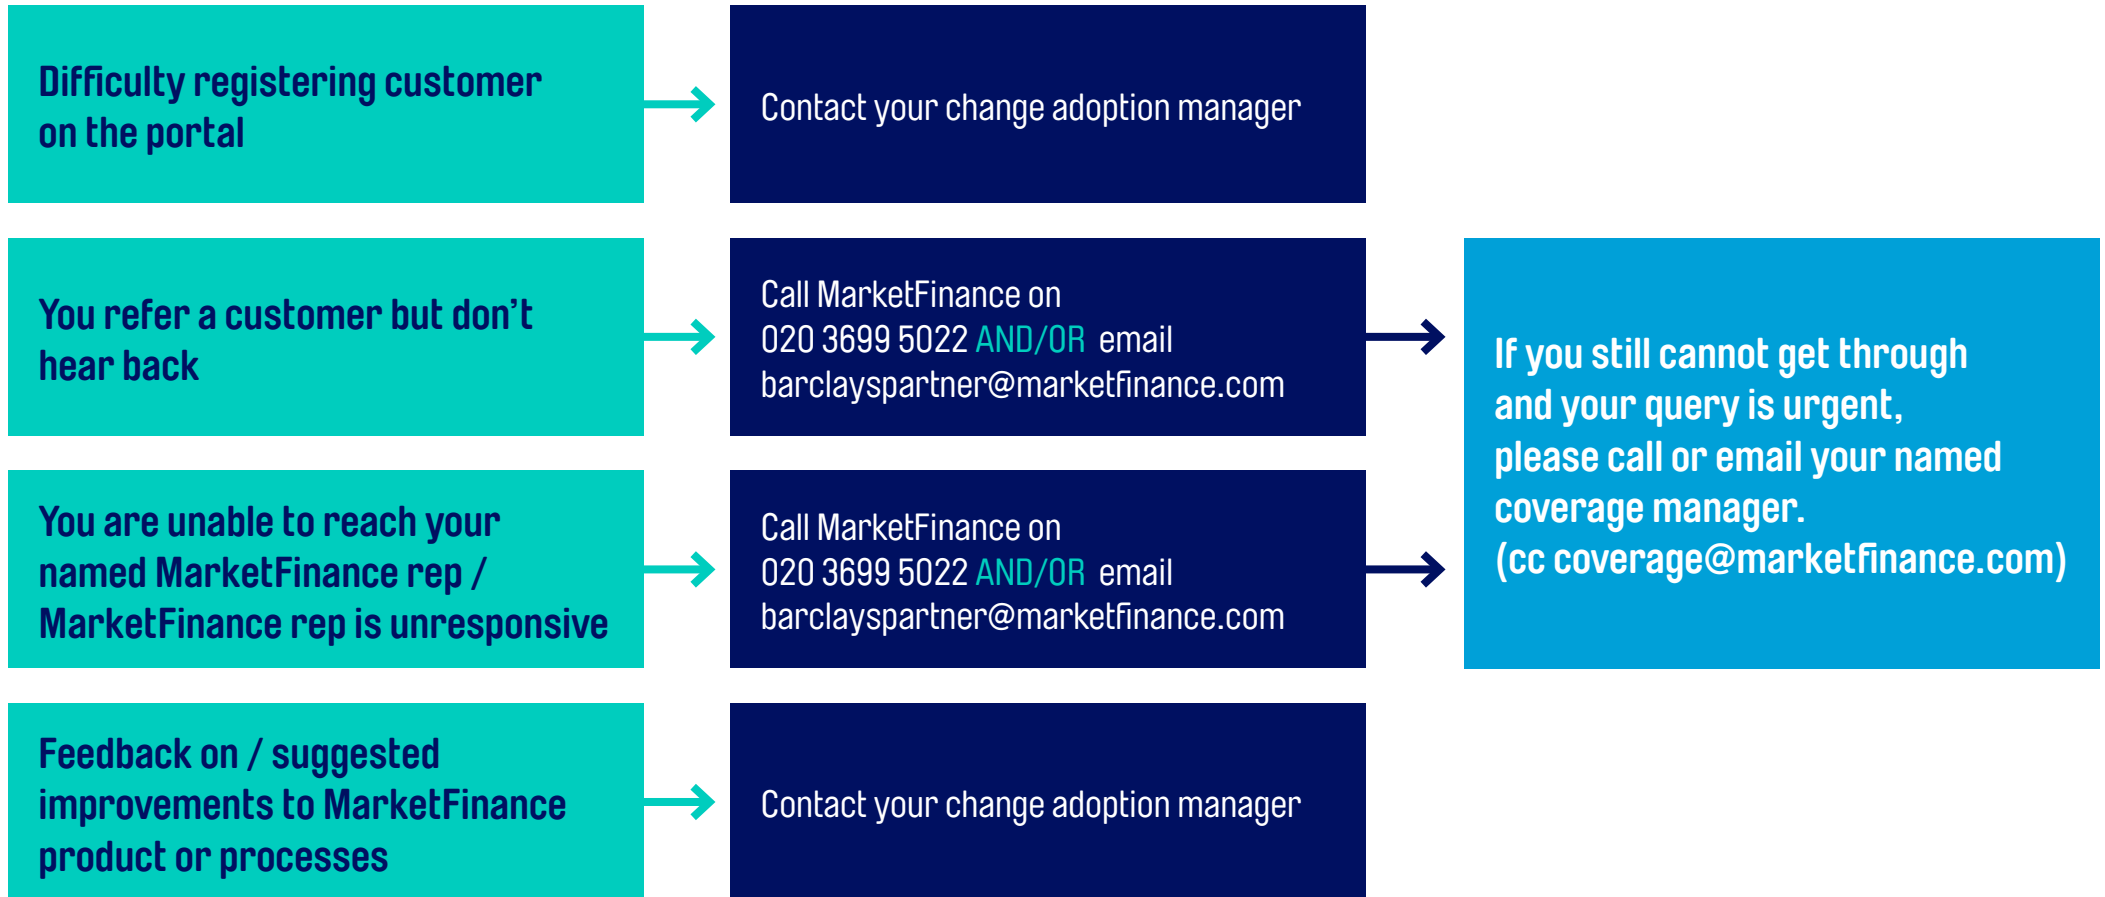 Difficulty registering customer
on the portal
Contact your change adoption manager
You refer a customer but don’t
hear back
Call MarketFinance on
020 3699 5022 AND/OR email
barclayspartner@marketfinance.com
You are unable to reach your
named MarketFinance rep /
MarketFinance rep is unresponsive
Call MarketFinance on
020 3699 5022 AND/OR email
barclayspartner@marketfinance.com
If you still cannot get through
and your query is urgent,
please call or email your named
coverage manager.
(cc coverage@marketfinance.com)
Feedback on / suggested
improvements to MarketFinance
product or processes
Contact your change adoption manager